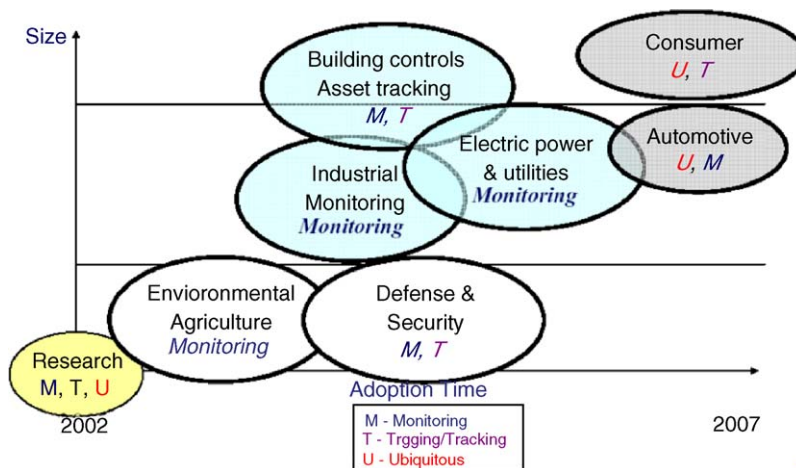 Size
Building controls
Asset tracking
M, T
Consumer
U, T
Electric power
& utilities
Monitoring
Automotive
U, M
Industrial
Monitoring
Monitoring
Envioronmental
Agriculture
Monitoring
Defense &
Security
M, T
Research
M, T, U
Adoption Time
2002
2007
M - Monitoring
T - Trgging/Tracking
U - Ubiquitous